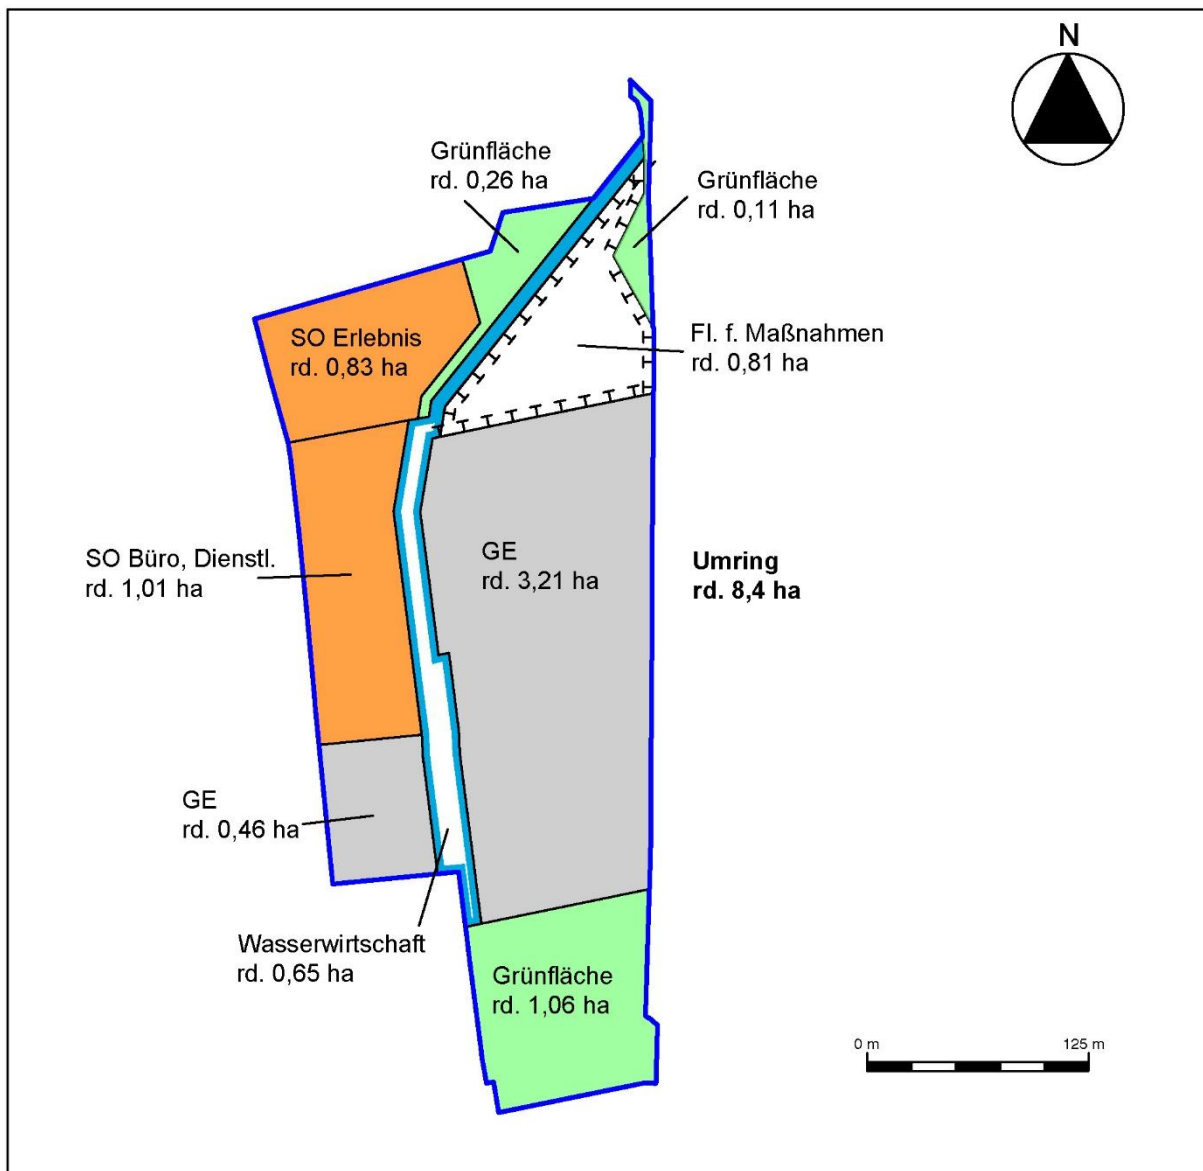 N
Grünfläche
rd. 0,26 ha
Grünfläche
rd. 0,11 ha
SO Erlebnis
rd. 0,83 ha
Fl. f. Maßnahmen
rd. 0,81 ha
SO Büro, Dienstl.
rd. 1,01 ha
GE
rd. 3,21 ha
Umring
rd. 8,4 ha
GE
rd. 0,46 ha
Wasserwirtschaft
rd. 0,65 ha
Grünfläche
rd. 1,06 ha
0 m 125 m